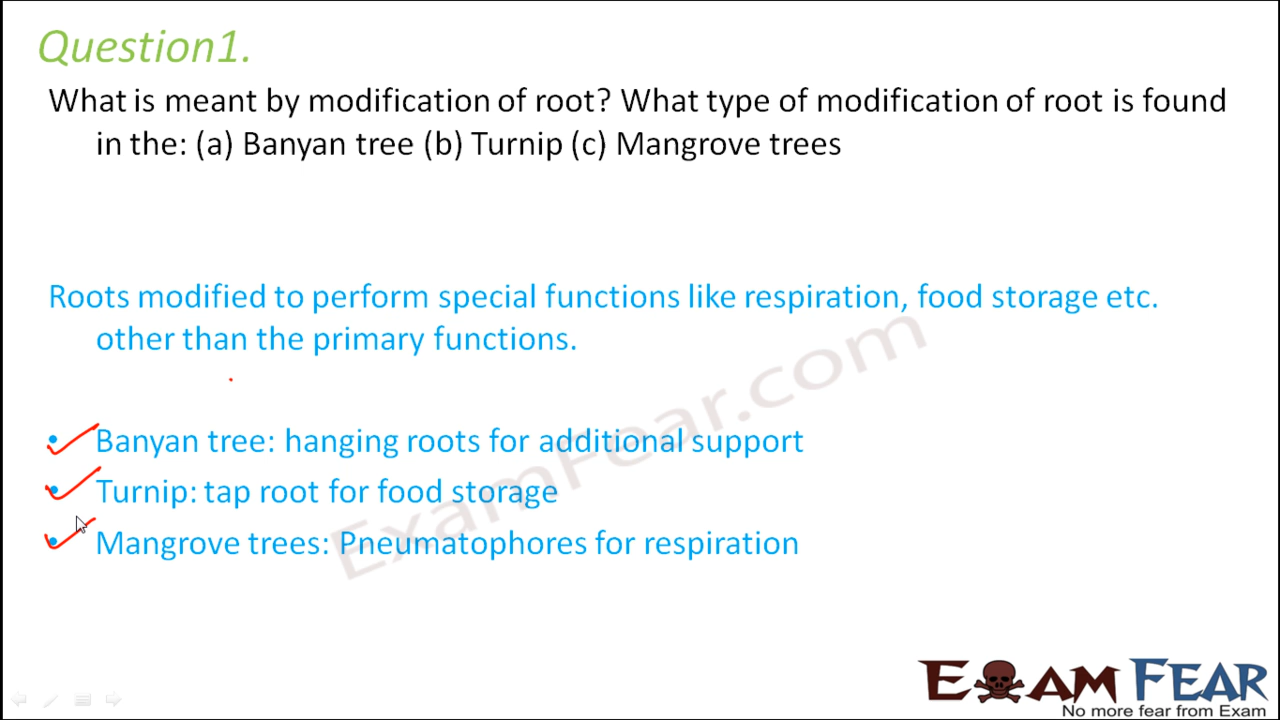 Question1.
What is meant by modification of root? What type of modification of root is found
in the: (a) Banyan tree (b) Turnip (c) Mangrove trees
Roots modified to perform special functions like respiration, food storage etc.
other than the primary functions.
• Banyan tree: hanging roots for additional support
• Turnip: tap root for food storage
• Mangrove trees: Pneumatophores for respiration
ExamFear.com
EXAM FEAR
No more fear from Exam